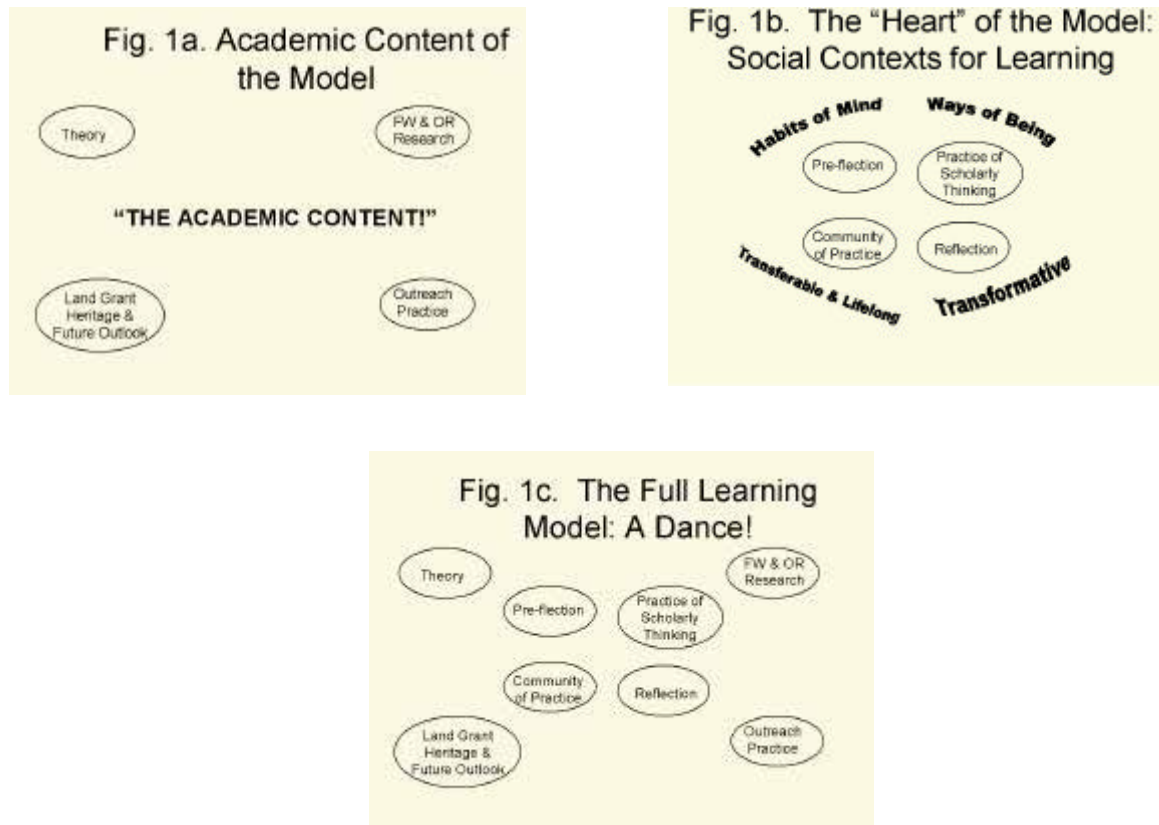 Fig. 1a. Academic Content of
the Model
Theory
FW & OR
Research
“THE ACADEMIC CONTENT!”
Land Grant
Heritage &
Future Outlook
Outreach
Practice
Fig. 1b. The “Heart” of the Model:
Social Contexts for Learning
Habits of Mind
Ways of Being
Pre-flection
Practice of
Scholarly
Thinking
Community
of Practice
Reflection
Transferable & Lifelong
Transformative
Fig. 1c. The Full Learning
Model: A Dance!
Theory
FW & OR
Research
Pre-flection
Practice of
Scholarly
Thinking
Community
of Practice
Reflection
Land Grant
Heritage &
Future Outlook
Outreach
Practice